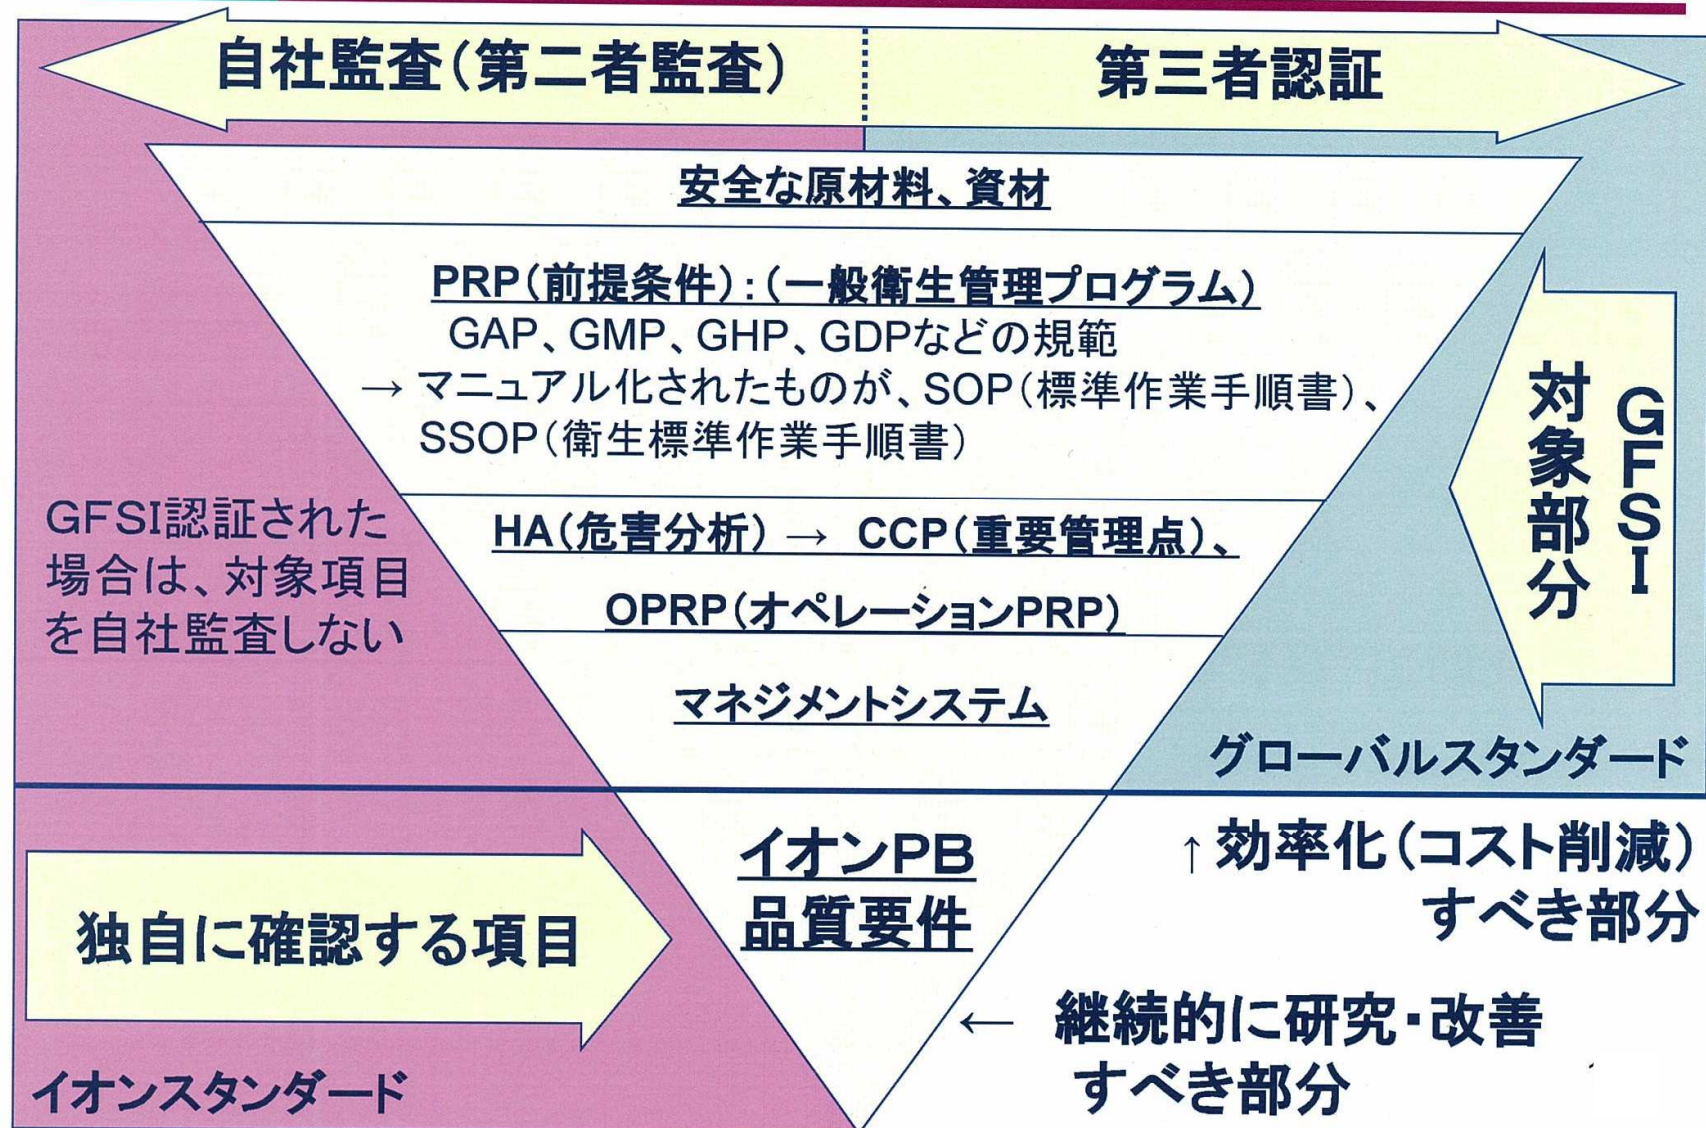 自社監査(第二者監査)
第三者認証
安全な原材料、資材
PRP(前提条件):(一般衛生管理プログラム)
GAP、GMP、GHP、GDPなどの規範
→ マニュアル化されたものが、SOP(標準作業手順書)、
SSOP(衛生標準作業手順書)
HA(危害分析) → CCP(重要管理点)、
OPRP(オペレーションPRP)
マネジメントシステム
GFSI認証された
場合は、対象項目
を自社監査しない
GFSI
対象部分
グローバルスタンダード
イオンPB
品質要件
独自に確認する項目
イオンスタンダード
↑効率化(コスト削減)
すべき部分
← 継続的に研究・改善
すべき部分